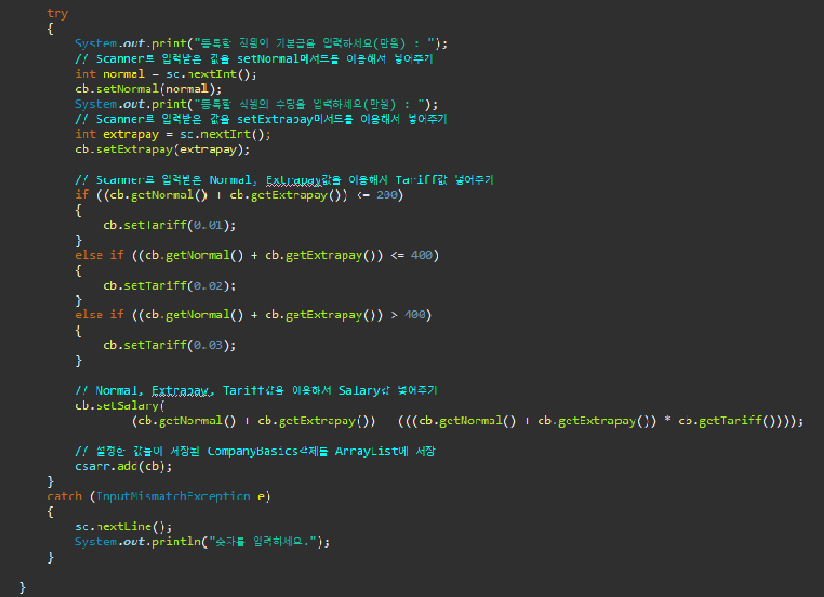 try
{
System.out.print("등록할 직원의 기본급을 입력하세요(만원) : ");
// Scanner로 입력받은 값을 setNormal메서드를 이용해서 넣어주기
int normal = sc.nextInt();
cb.setNormal(normal);
System.out.print("등록할 직원의 수당을 입력하세요(만원) : ");
// Scanner로 입력받은 값을 setExtrapay메서드를 이용해서 넣어주기
int extrapay = sc.nextInt();
cb.setExtrapay(extrapay);
// Scanner로 입력받은 Normal, Extrapay값을 이용해서 Tariff값 넣어주기
if ((cb.getNormal() + cb.getExtrapay()) <= 200)
{
cb.setTariff(0.01);
}
else if ((cb.getNormal() + cb.getExtrapay()) <= 400)
{
cb.setTariff(0.02);
}
else if ((cb.getNormal() + cb.getExtrapay()) > 400)
{
cb.setTariff(0.03);
}
// Normal, Extrapay, Tariff값을 이용해서 Salary값 넣어주기
cb.setSalary(
(cb.getNormal() + cb.getExtrapay()) (((cb.getNormal() + cb.getExtrapay()) * cb.getTariff())));
// 설정한 값들이 저장된 CompanyBasics객체를 ArrayList에 저장
csarr.add(cb);
}
catch (InputMismatchException e)
{
sc.nextLine();
System.out.println("숫자를 입력하세요.");
}
}